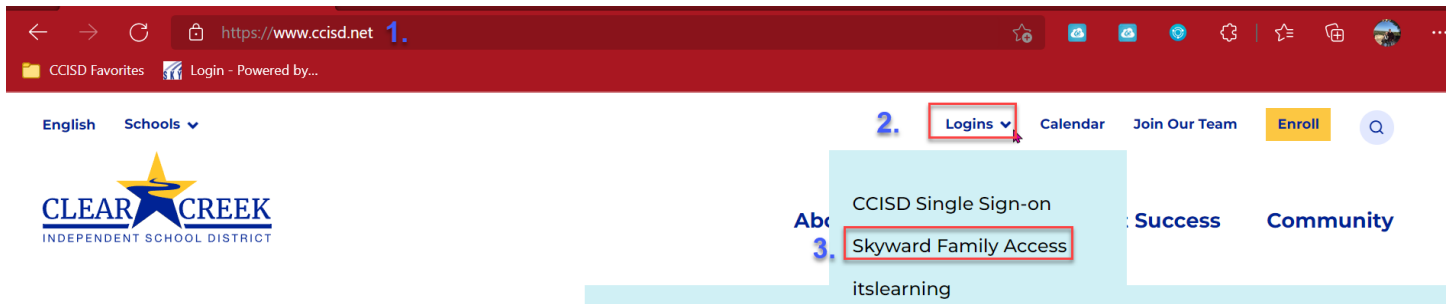 https://www.ccisd.net 1.
CCISD Favorites Login - Powered by...
English Schools 2. Logins Calendar Join Our Team Enroll
CLEAR CREEK
INDEPENDENT SCHOOL DISTRICT
CCISD Single Sign-on
Abo Success Community
3. Skyward Family Access
itslearning